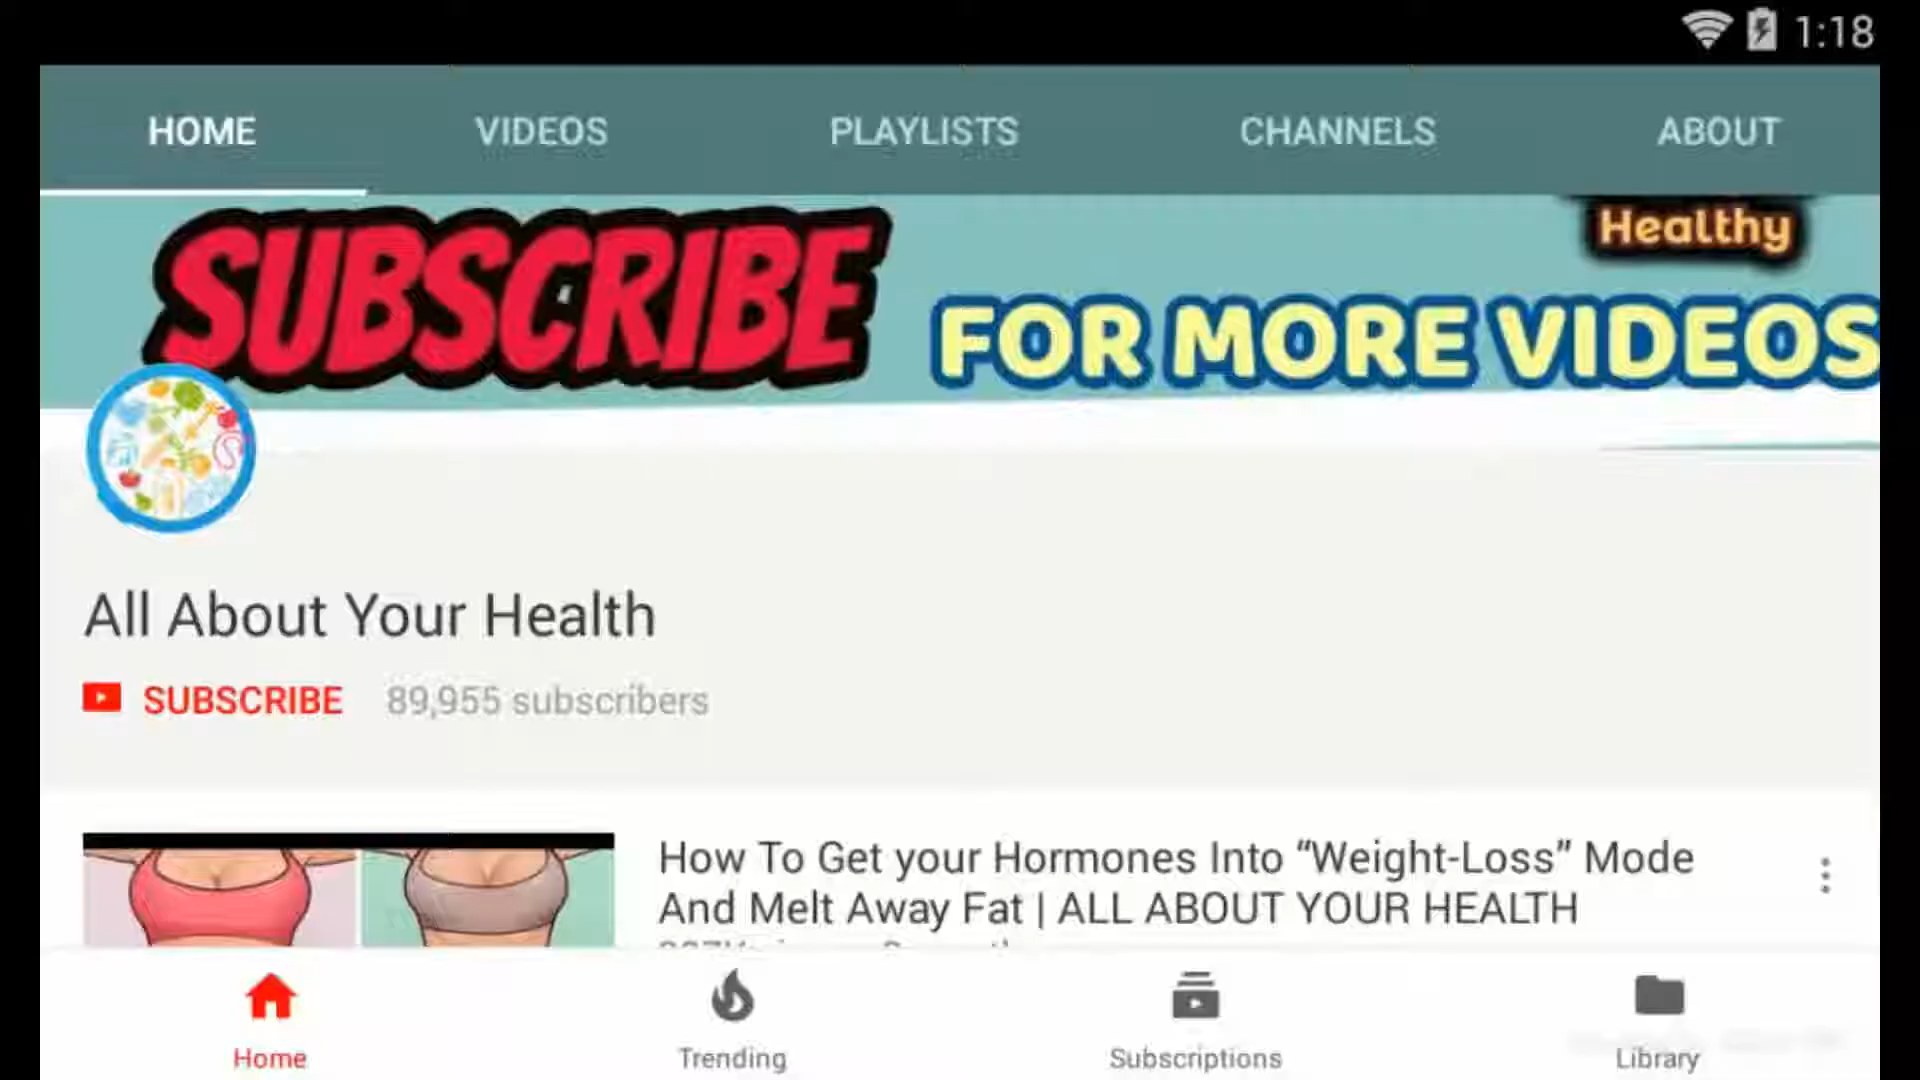 1:18
HOME VIDEOS PLAYLISTS CHANNELS ABOUT
Healthy
SUBSCRIBE
FOR MORE VIDEOS
All About Your Health
SUBSCRIBE 89,955 subscribers
How To Get your Hormones Into “Weight-Loss” Mode
And Melt Away Fat | ALL ABOUT YOUR HEALTH
Home Trending Subscriptions Library